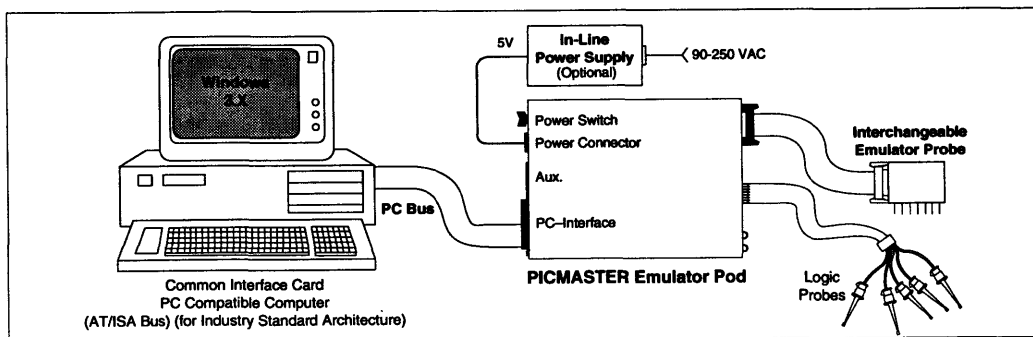 Windows
3.X
5V
In-Line
Power Supply
(Optional)
90-250 VAC
Power Switch
Power Connector
Aux.
PC–Interface
PC Bus
Interchangeable
Emulator Probe
PICMASTER Emulator Pod
Logic
Probes
Common Interface Card
PC Compatible Computer
(AT/ISA Bus) (for Industry Standard Architecture)